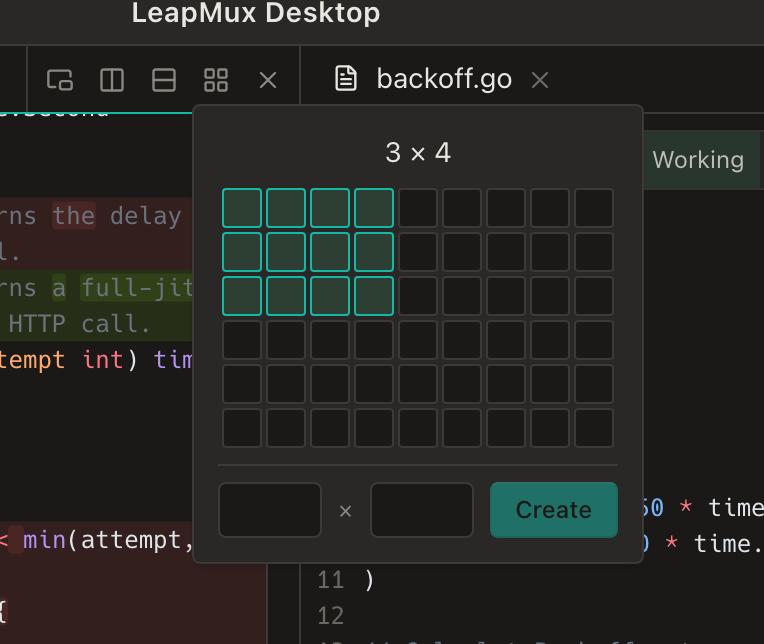 LeapMux Desktop
backoff.go
3 × 4
Working
rns the delay
l.
rns a full-jit
HTTP call.
tempt int) tim
×
Create
50 * time
0 * time.
< min(attempt,
11 )
12
{